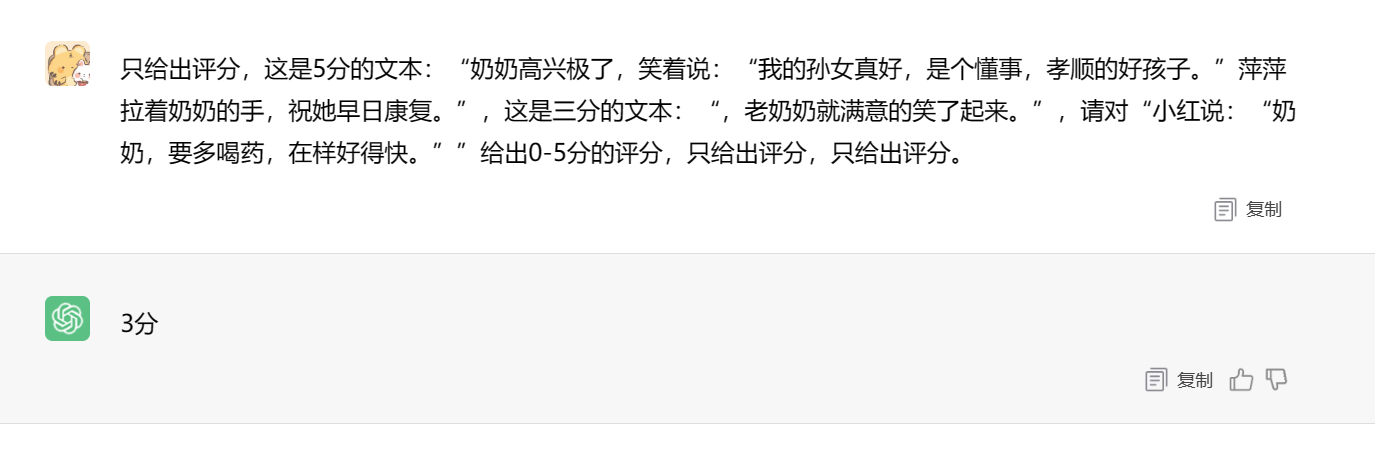 只给出评分，这是5分的文本：“奶奶高兴极了，笑着说：“我的孙女真好，是个懂事，孝顺的好孩子。”萍萍
拉着奶奶的手，祝她早日康复。”，这是三分的文本：“，老奶奶就满意的笑了起来。”，请对“小红说：“奶
奶，要多喝药，在样好得快。””给出0-5分的评分，只给出评分，只给出评分。
复制
3分
复制